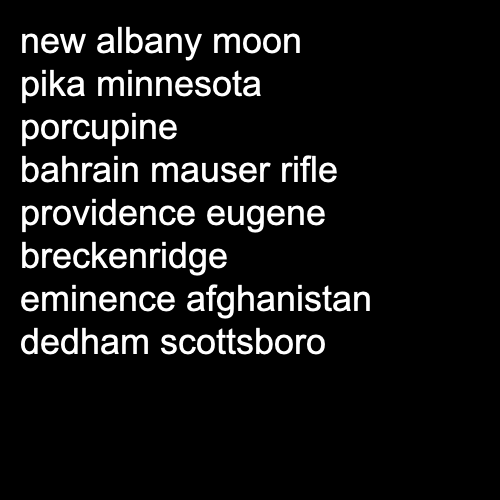 new albany moon
pika minnesota
porcupine
bahrain mauser rifle
providence eugene
breckenridge
eminence afghanistan
dedham scottsboro